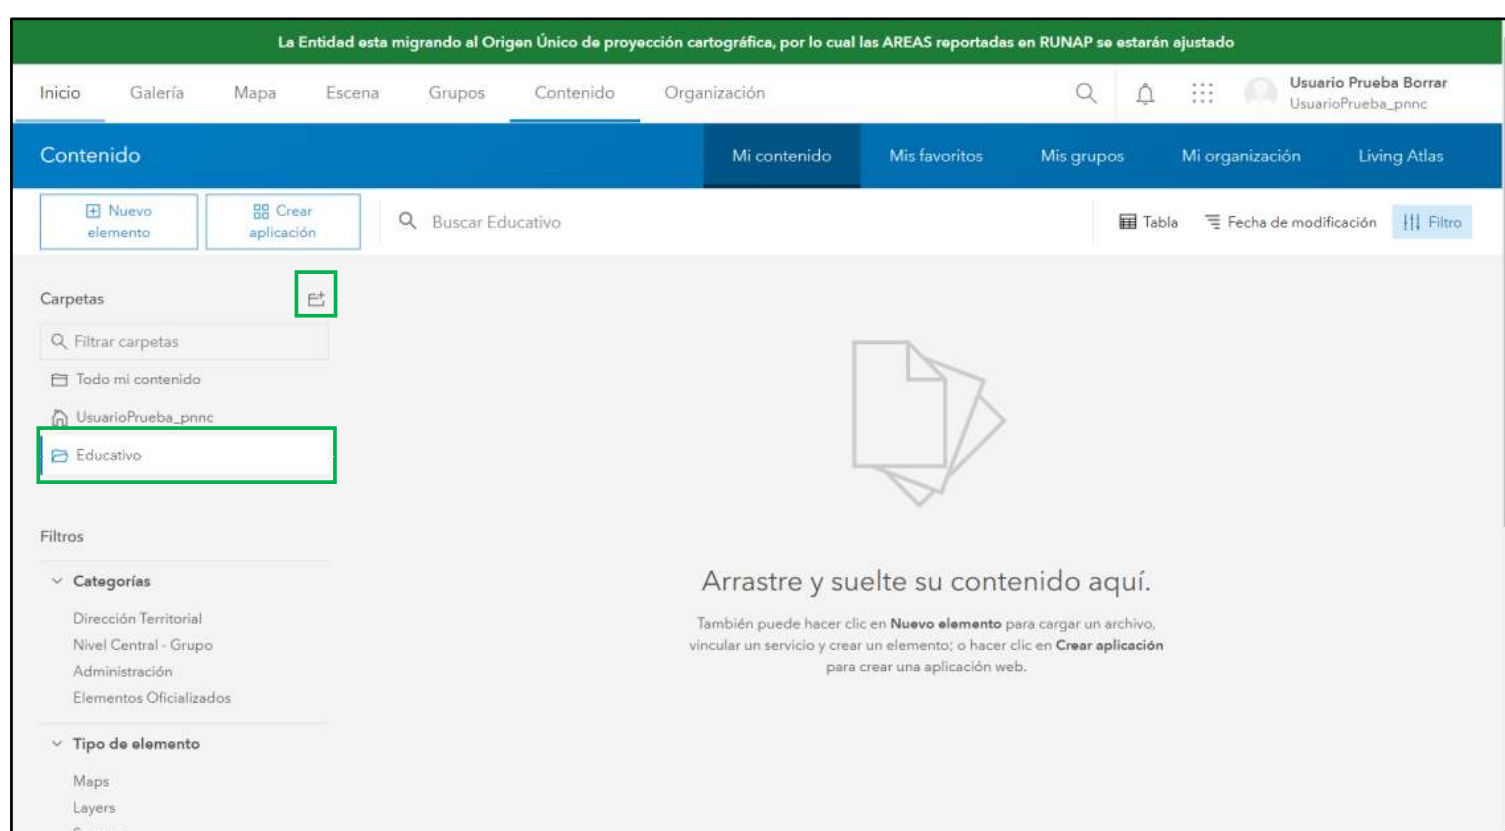 La Entidad esta migrando al Origen Único de proyección cartográfica, por lo cual las AREAS reportadas en RUNAP se estarán ajustado
Inicio Galería Mapa Escena Grupos Contenido Organización Usuario Prueba Borrar
UsuarioPrueba_pnnc
Contenido Mi contenido Mis favoritos Mis grupos Mi organización Living Atlas
Nuevo elemento Crear aplicación Buscar Educativo Tabla Fecha de modificación Filtro
Carpetas
Filtrar carpetas
Todo mi contenido
UsuarioPrueba_pnnc
Educativo
Filtros
Categorías
Dirección Territorial
Nivel Central - Grupo
Administración
Elementos Oficializados
Tipo de elemento
Maps
Layers
Arrastre y suelte su contenido aquí.
También puede hacer clic en Nuevo elemento para cargar un archivo,
vincular un servicio y crear un elemento; o hacer clic en Crear aplicación
para crear una aplicación web.